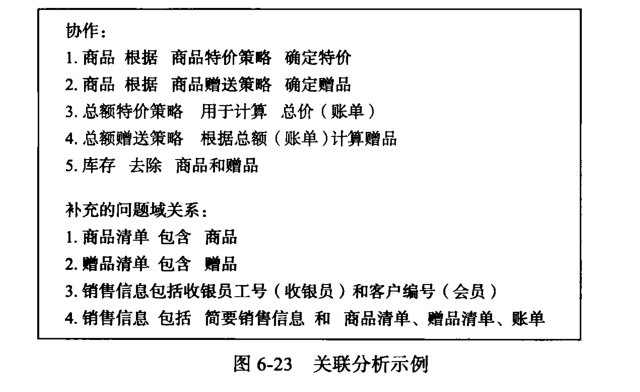 协作：
1. 商品 根据 商品特价策略 确定特价
2. 商品 根据 商品赠送策略 确定赠品
3. 总额特价策略 用于计算 总价（账单）
4. 总额赠送策略 根据总额（账单）计算赠品
5. 库存 去除 商品和赠品
补充的问题域关系：
1. 商品清单 包含 商品
2. 赠品清单 包含 赠品
3. 销售信息包括收银员工号（收银员）和客户编号（会员）
4. 销售信息 包括 简要销售信息 和 商品清单、赠品清单、账单
图 6-23 关联分析示例